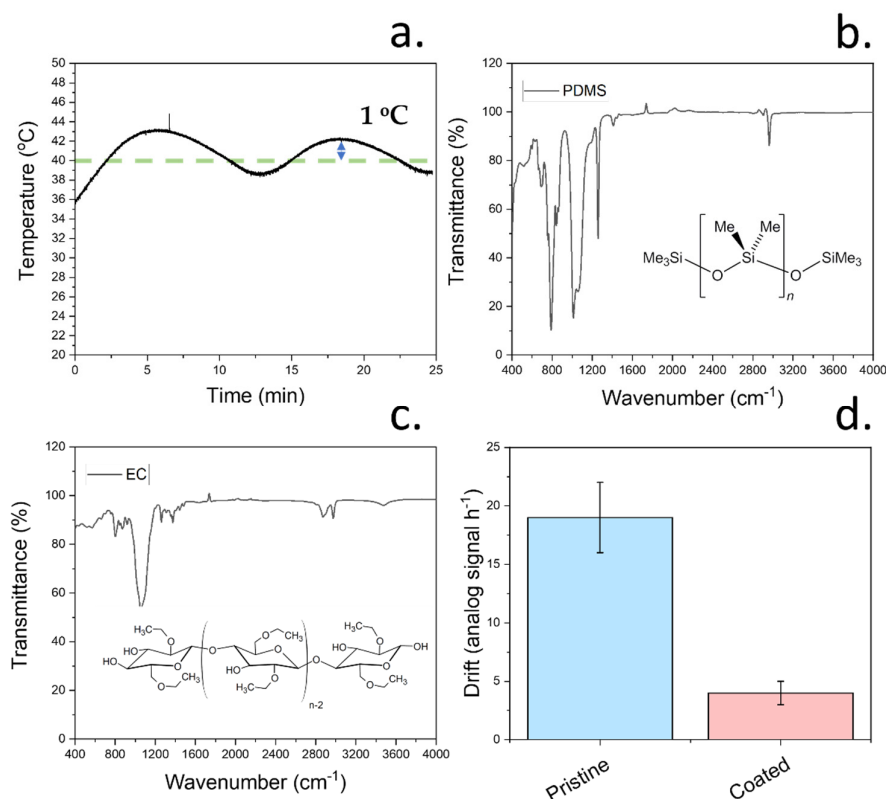 a.
50
48
46
44
42
40
38
36
34
32
30
28
26
24
22
20
Temperature (°C)
1 °C
0 5 10 15 20 25
Time (min)
b.
120
100
80
60
40
20
0
Transmittance (%)
PDMS
Me Me
Me₃Si O Si O SiMe₃
n
400 800 1200 1600 2000 2400 2800 3200 3600 4000
Wavenumber (cm⁻¹)
c.
120
100
80
60
40
20
0
Transmittance (%)
EC
H₃C O CH₃ H₃C O
HO O O O O OH
HO O HO O O O
O CH₃ H₃C O O CH₃
n-2
400 800 1200 1600 2000 2400 2800 3200 3600 4000
Wavenumber (cm⁻¹)
d.
25
20
15
10
5
0
Drift (analog signal h⁻¹)
Pristine
Coated